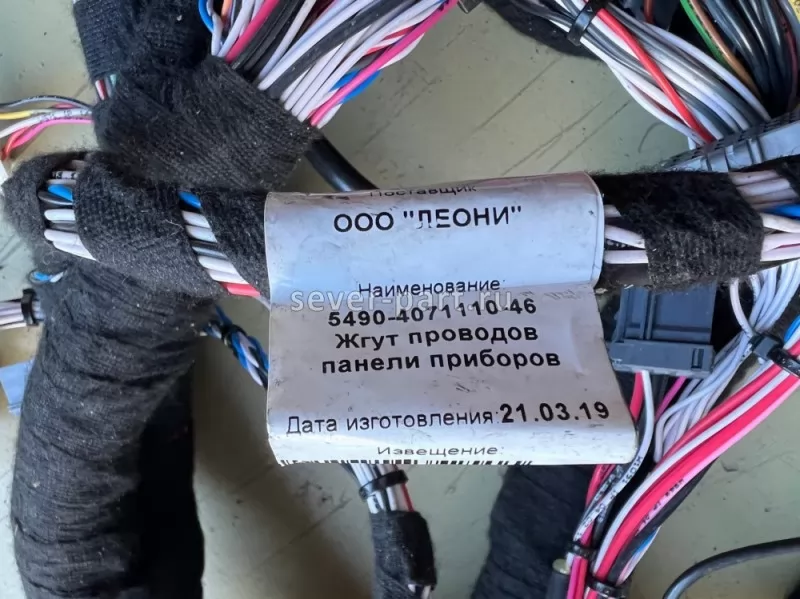 Поставщик
ООО "ЛЕОНИ"
Наименование:
sever-part.ru
5490-4071110-46
Жгут проводов
панели приборов
Дата изготовления:21.03.19
Извещение: